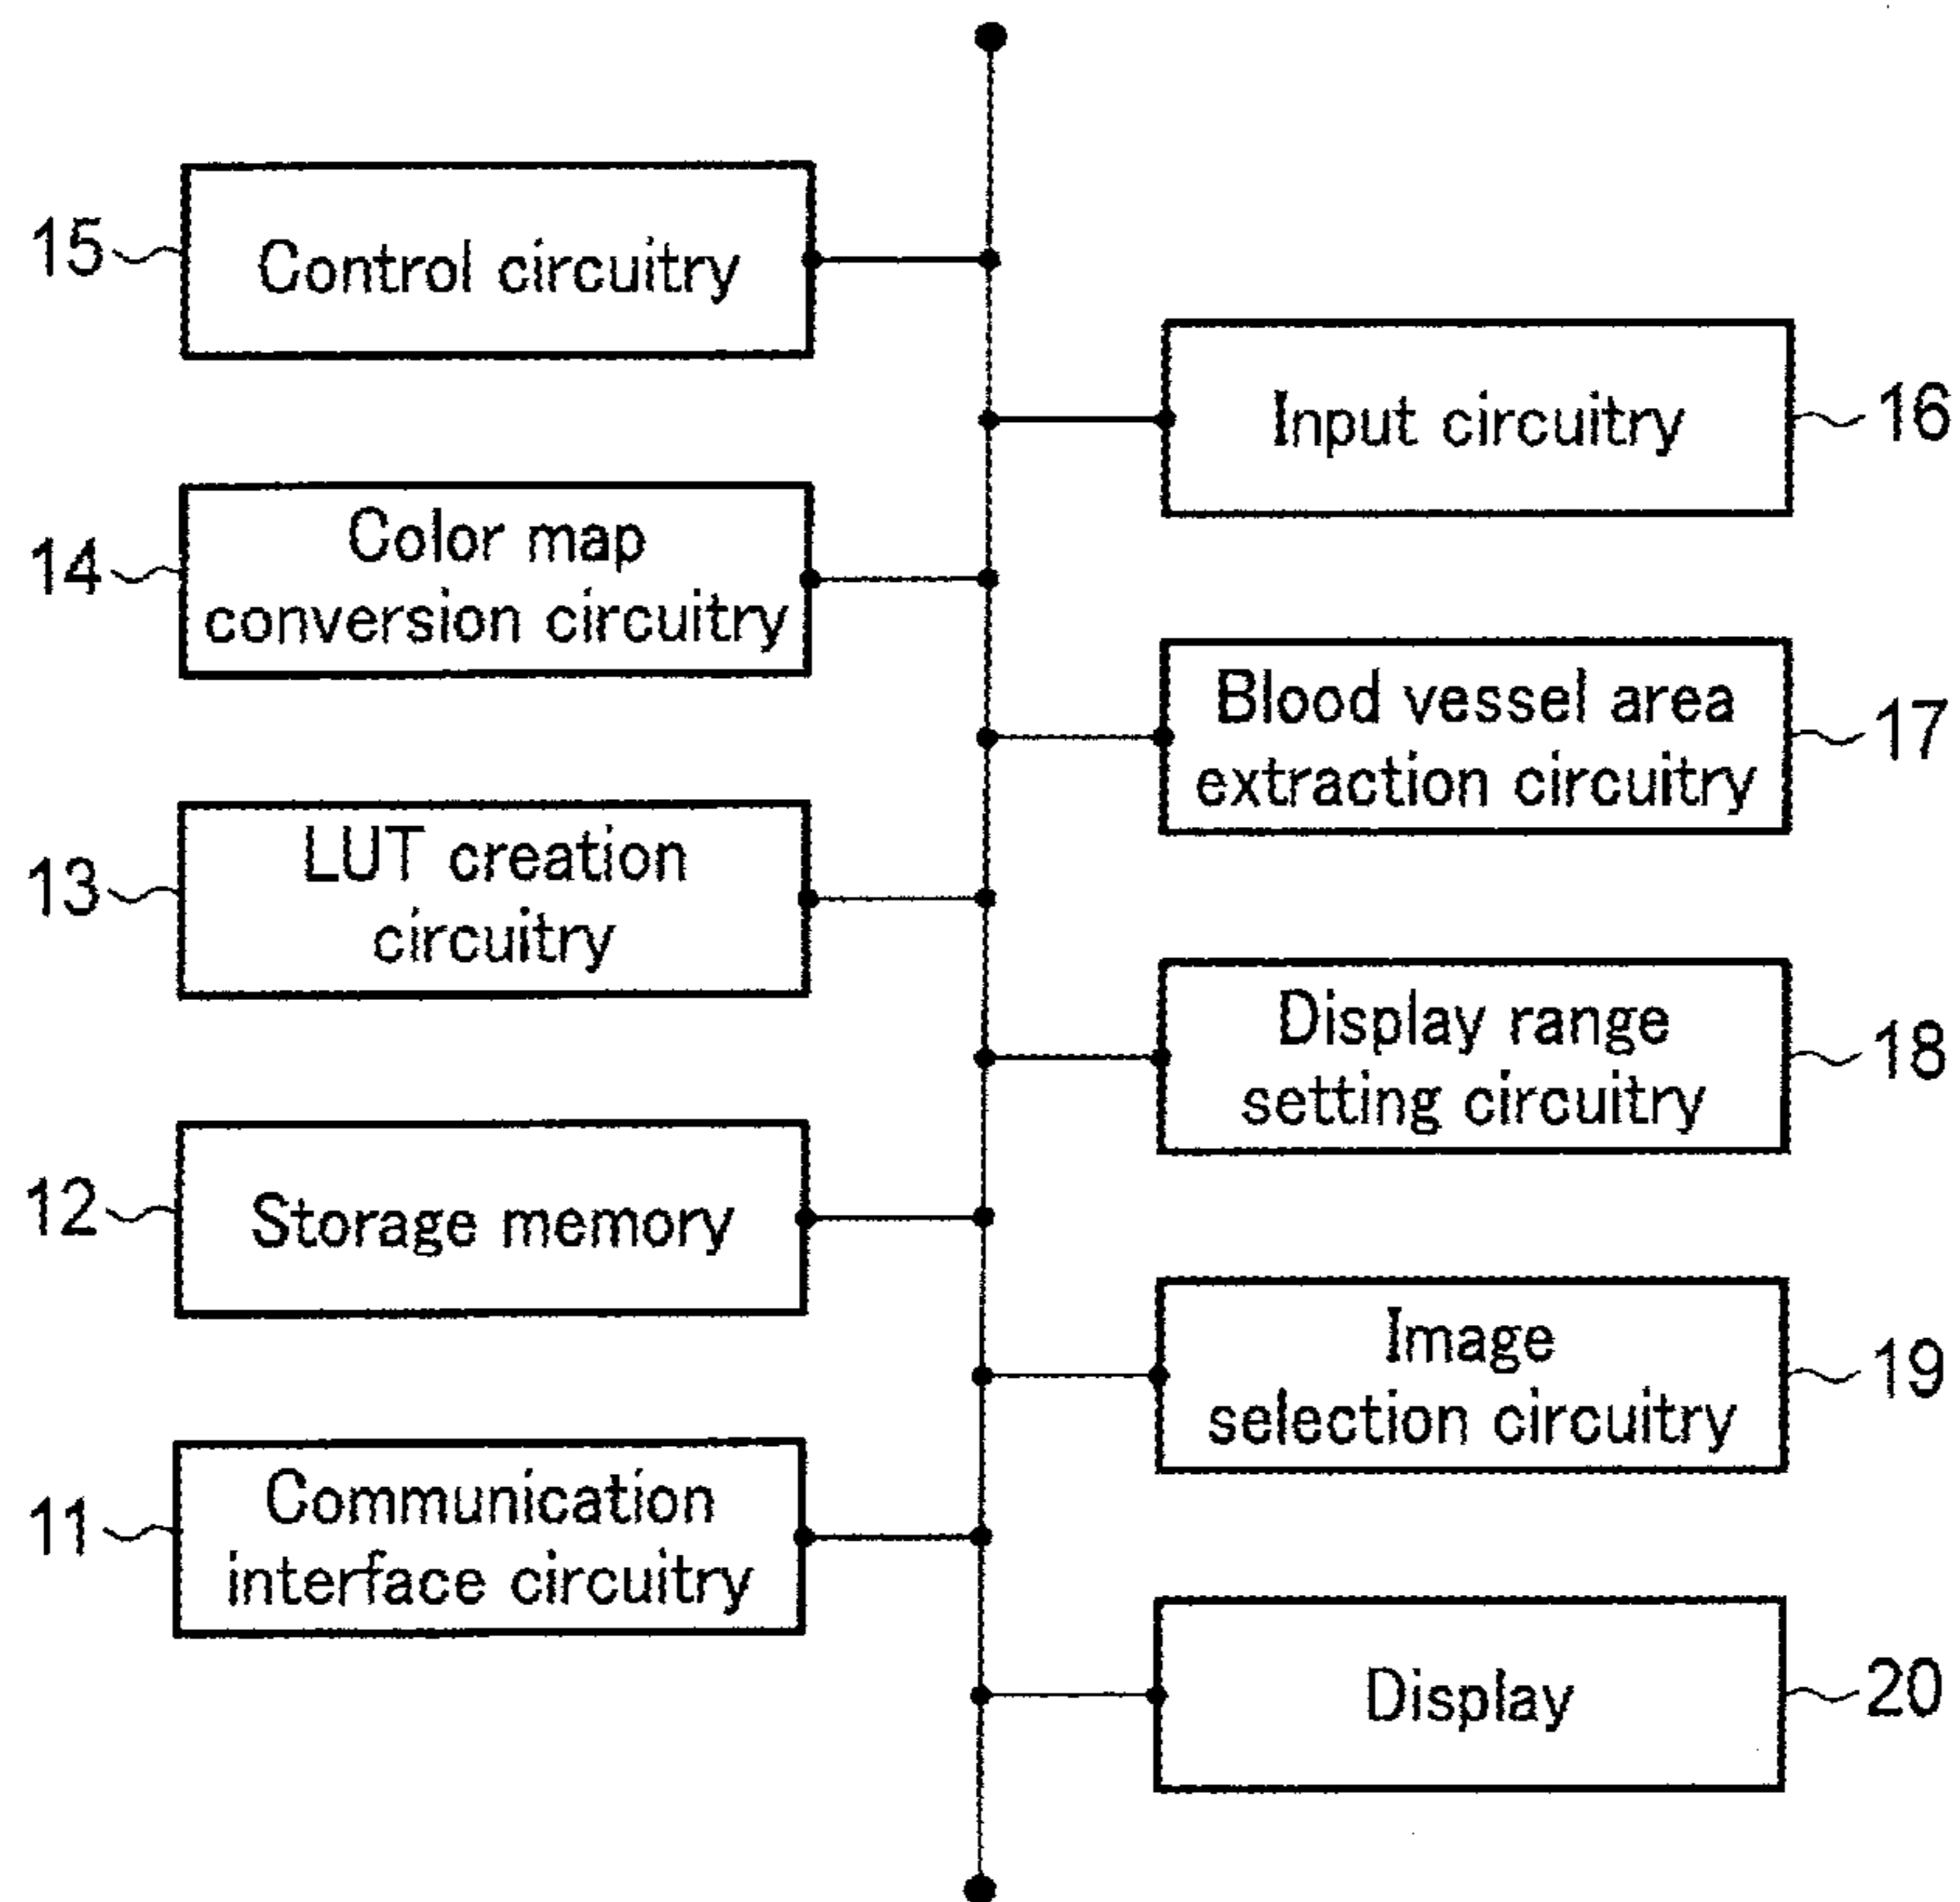 15
Control circuitry
Input circuitry
16
14
Color map
conversion circuitry
Blood vessel area
extraction circuitry
17
13
LUT creation
circuitry
Display range
setting circuitry
18
12
Storage memory
Image
selection circuitry
19
11
Communication
interface circuitry
Display
20